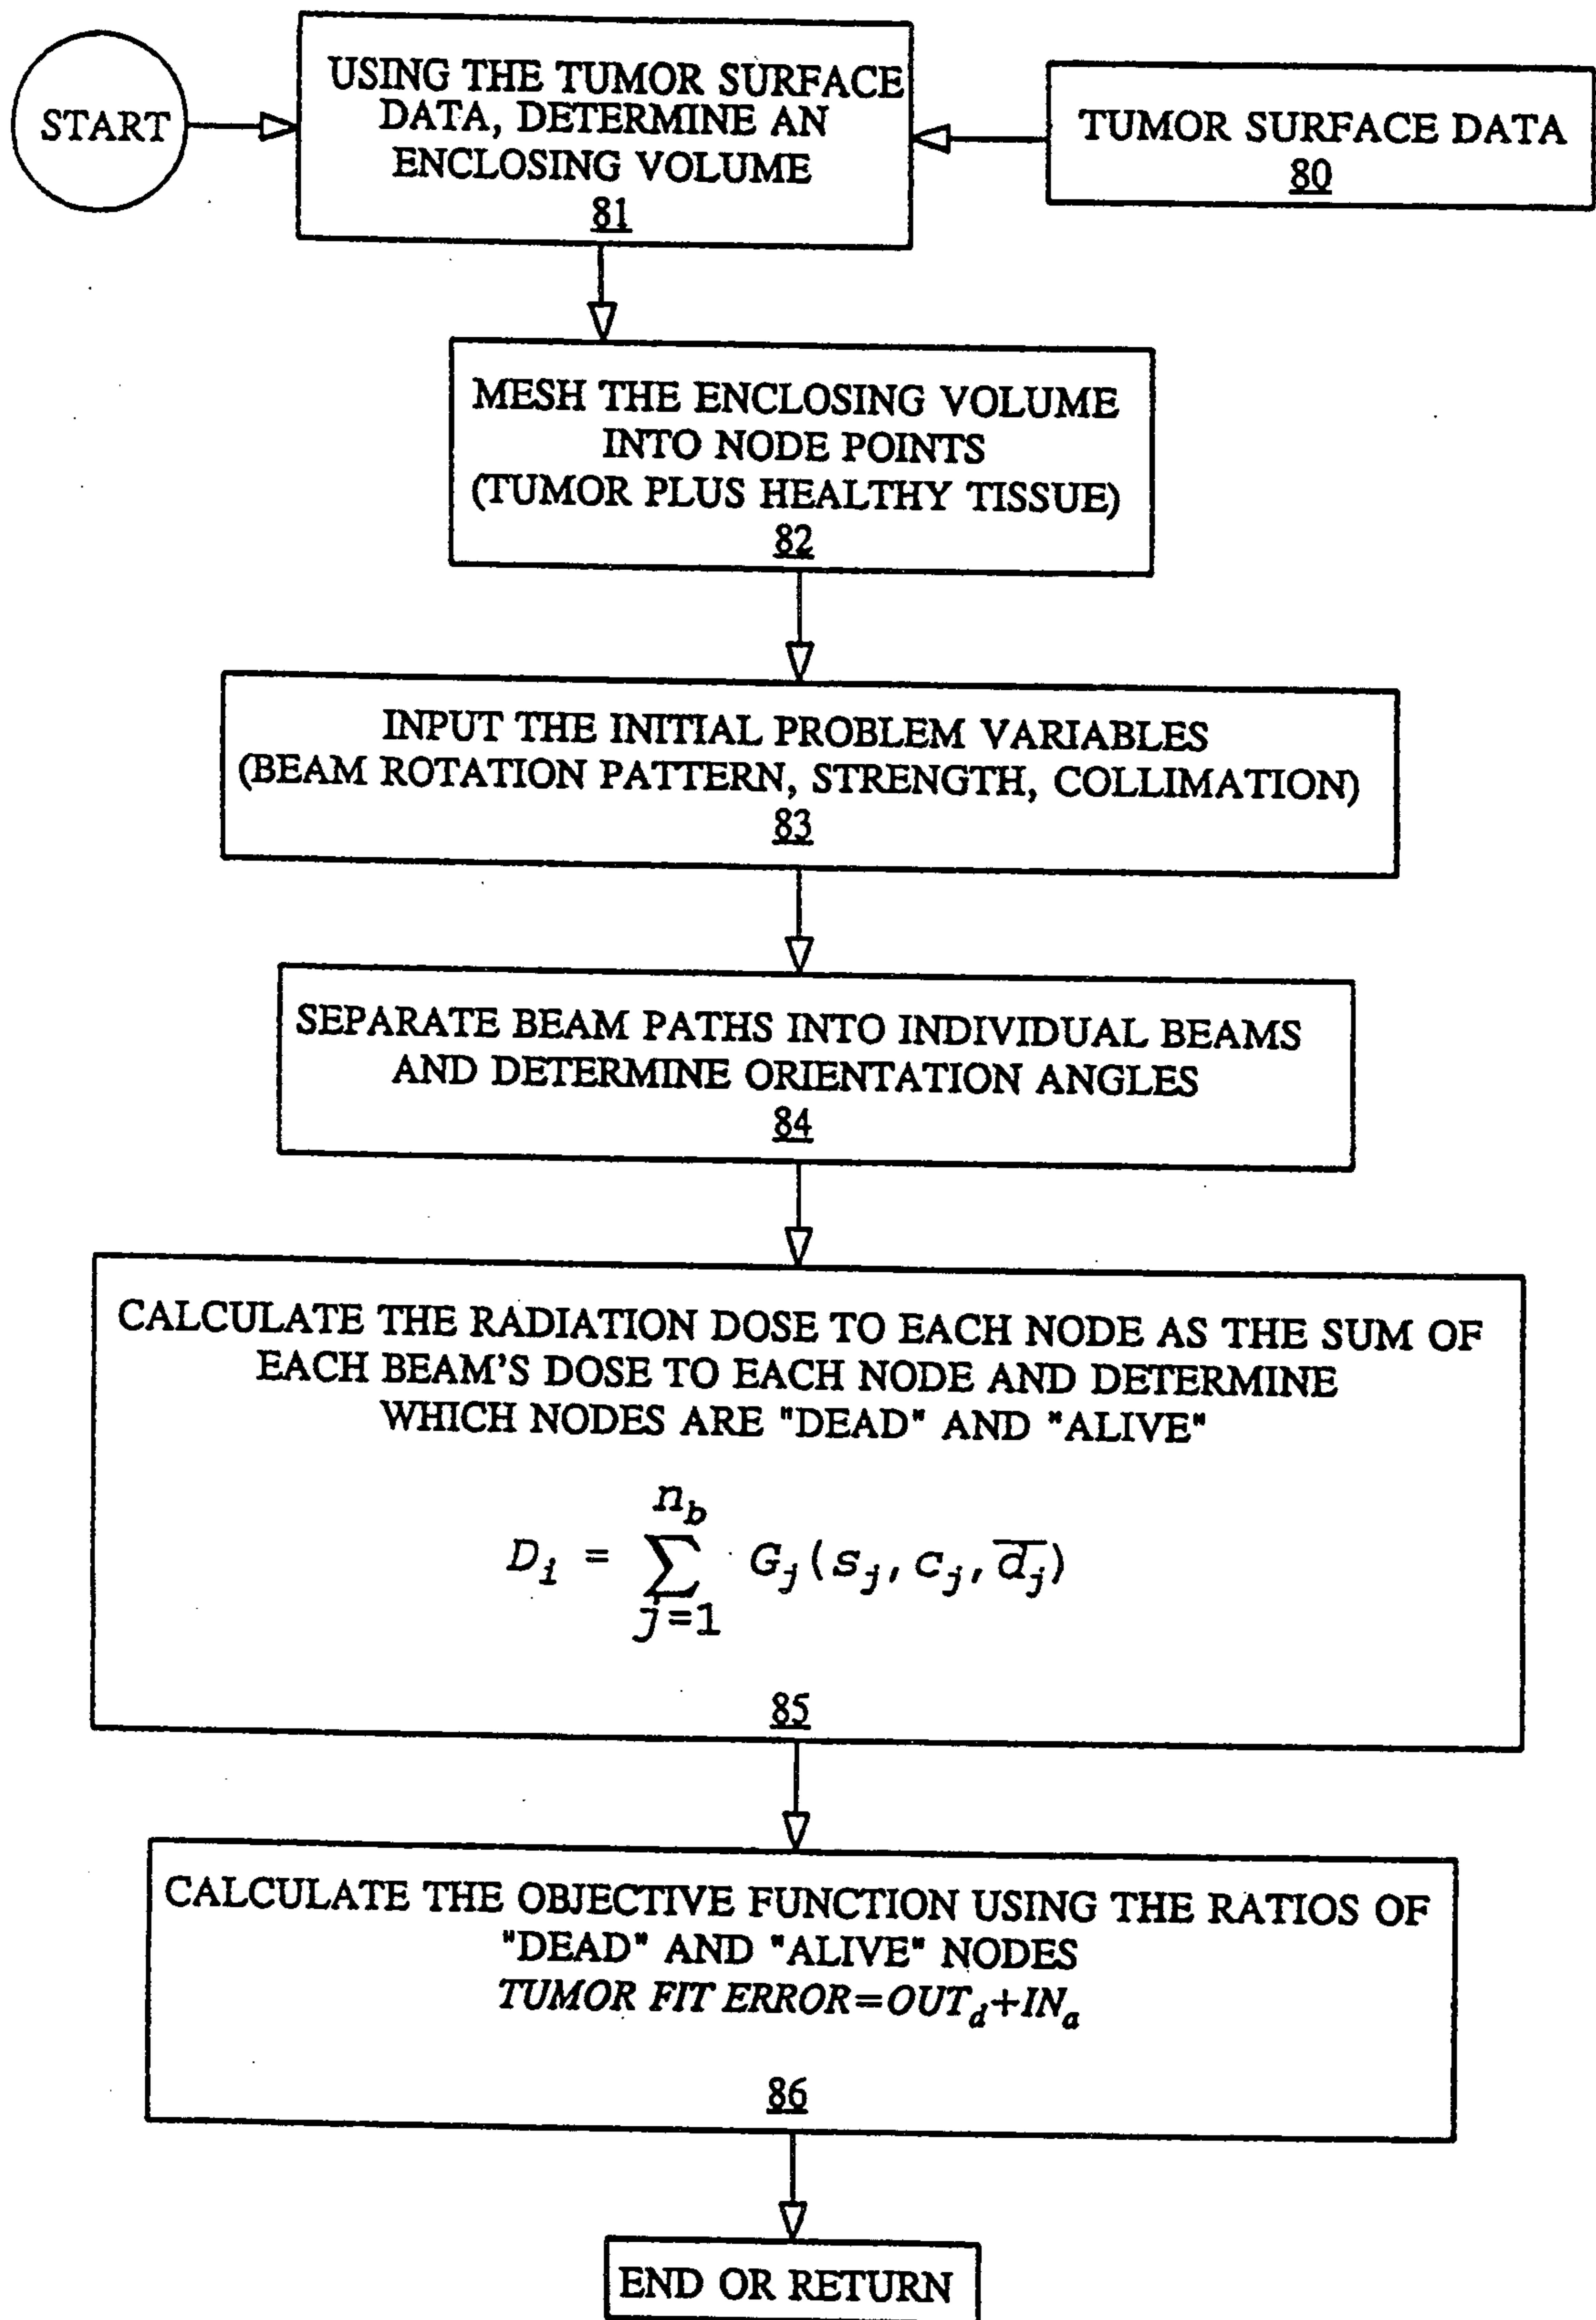 START
USING THE TUMOR SURFACE
DATA, DETERMINE AN
ENCLOSING VOLUME
81
TUMOR SURFACE DATA
80
MESH THE ENCLOSING VOLUME
INTO NODE POINTS
(TUMOR PLUS HEALTHY TISSUE)
82
INPUT THE INITIAL PROBLEM VARIABLES
(BEAM ROTATION PATTERN, STRENGTH, COLLIMATION)
83
SEPARATE BEAM PATHS INTO INDIVIDUAL BEAMS
AND DETERMINE ORIENTATION ANGLES
84
CALCULATE THE RADIATION DOSE TO EACH NODE AS THE SUM OF
EACH BEAM'S DOSE TO EACH NODE AND DETERMINE
WHICH NODES ARE "DEAD" AND "ALIVE"
$D_i = \sum_{j=1}^{n_b} G_j(s_j, c_j, \overline{d_j})$
85
CALCULATE THE OBJECTIVE FUNCTION USING THE RATIOS OF
"DEAD" AND "ALIVE" NODES
TUMOR FIT ERROR=OUT_d+IN_a
86
END OR RETURN